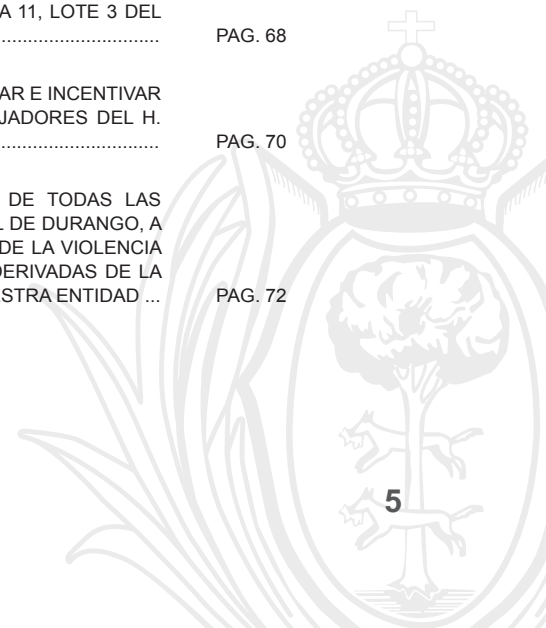 A 11, LOTE 3 DEL
........................................ PAG. 68
AR E INCENTIVAR
JADORES DEL H.
........................................ PAG. 70
DE TODAS LAS
L DE DURANGO, A
DE LA VIOLENCIA
DERIVADAS DE LA
ESTRA ENTIDAD ... PAG. 72
5